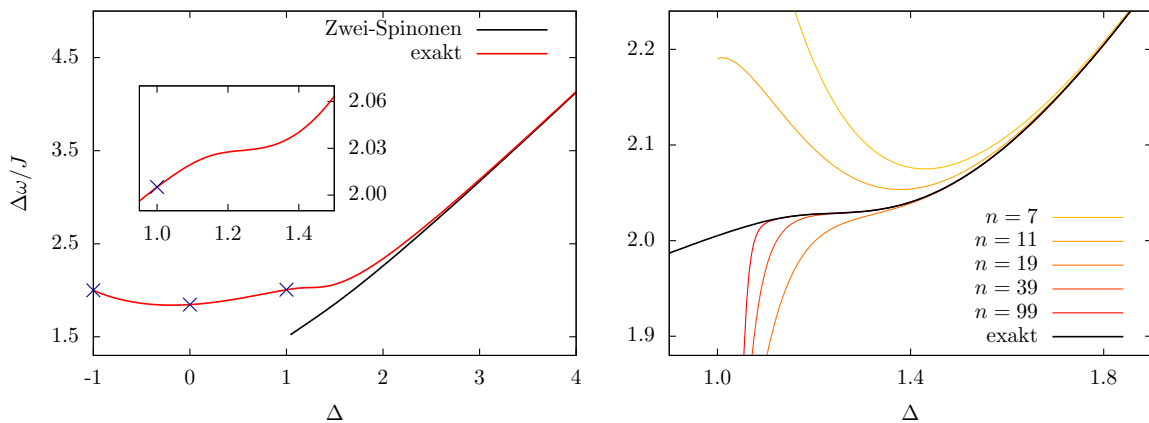 Zwei-Spinonen
exakt
4.5
3.5
2.5
1.5
Δω/J
-1
0
1
2
3
4
Δ
2.06
2.03
2.00
1.0
1.2
1.4
2.2
2.1
2.0
1.9
n = 7
n = 11
n = 19
n = 39
n = 99
exakt
1.0
1.4
1.8
Δ